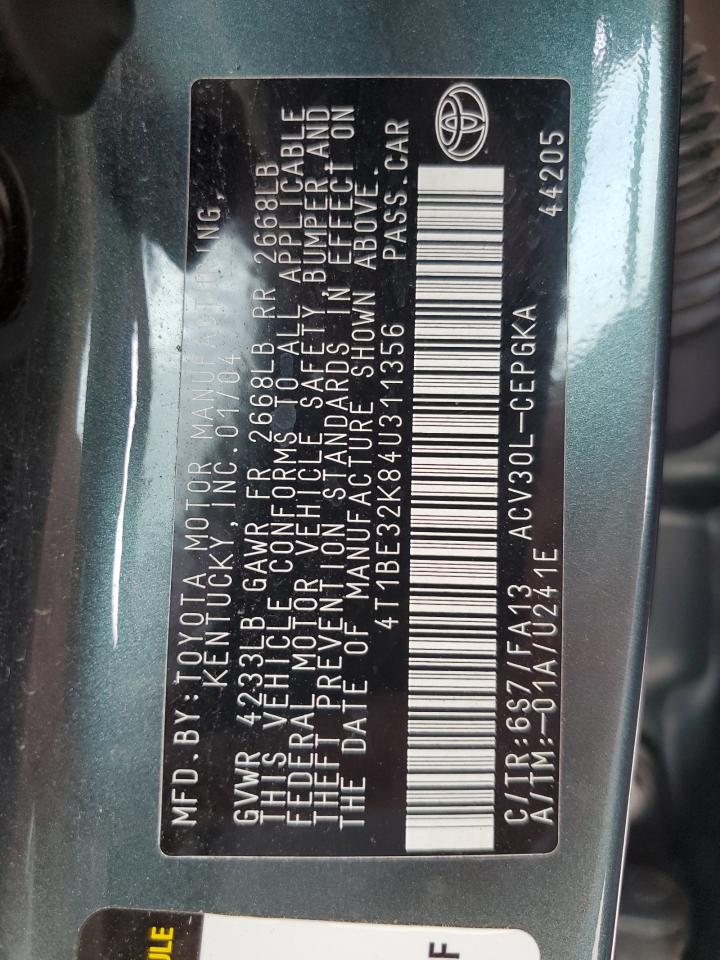 MFD.BY:TOYOTA MOTOR MANUFACTURING,
KENTUCKY,INC.01/04
GVWR 4233LB GAWR FR 2668LB RR 2668LB
THIS VEHICLE CONFORMS TO ALL APPLICABLE
FEDERAL MOTOR VEHICLE SAFETY,BUMPER,AND
THEFT PREVENTION STANDARDS IN EFFECT ON
THE DATE OF MANUFACTURE SHOWN ABOVE.
4T1BE32K84U311356 PASS.CAR
C/TR:6S7/FA13 ACV30L-CEPGKA 44205
A/TM:-01A/U241E
ULE
F